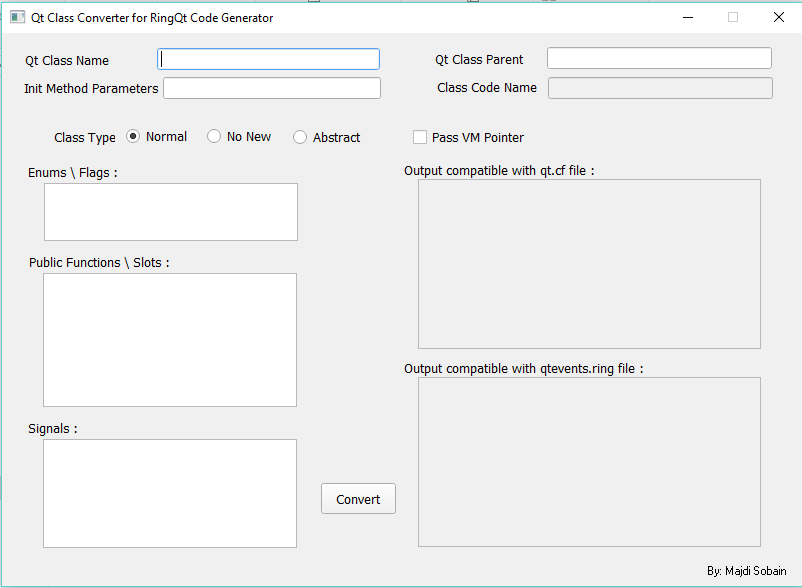 Qt Class Converter for RingQt Code Generator
Qt Class Name
Qt Class Parent
Init Method Parameters
Class Code Name
Class Type Normal No New Abstract
Pass VM Pointer
Enums \ Flags :
Output compatible with qt.cf file :
Public Functions \ Slots :
Output compatible with qtevents.ring file :
Signals :
Convert
By: Majdi Sobain